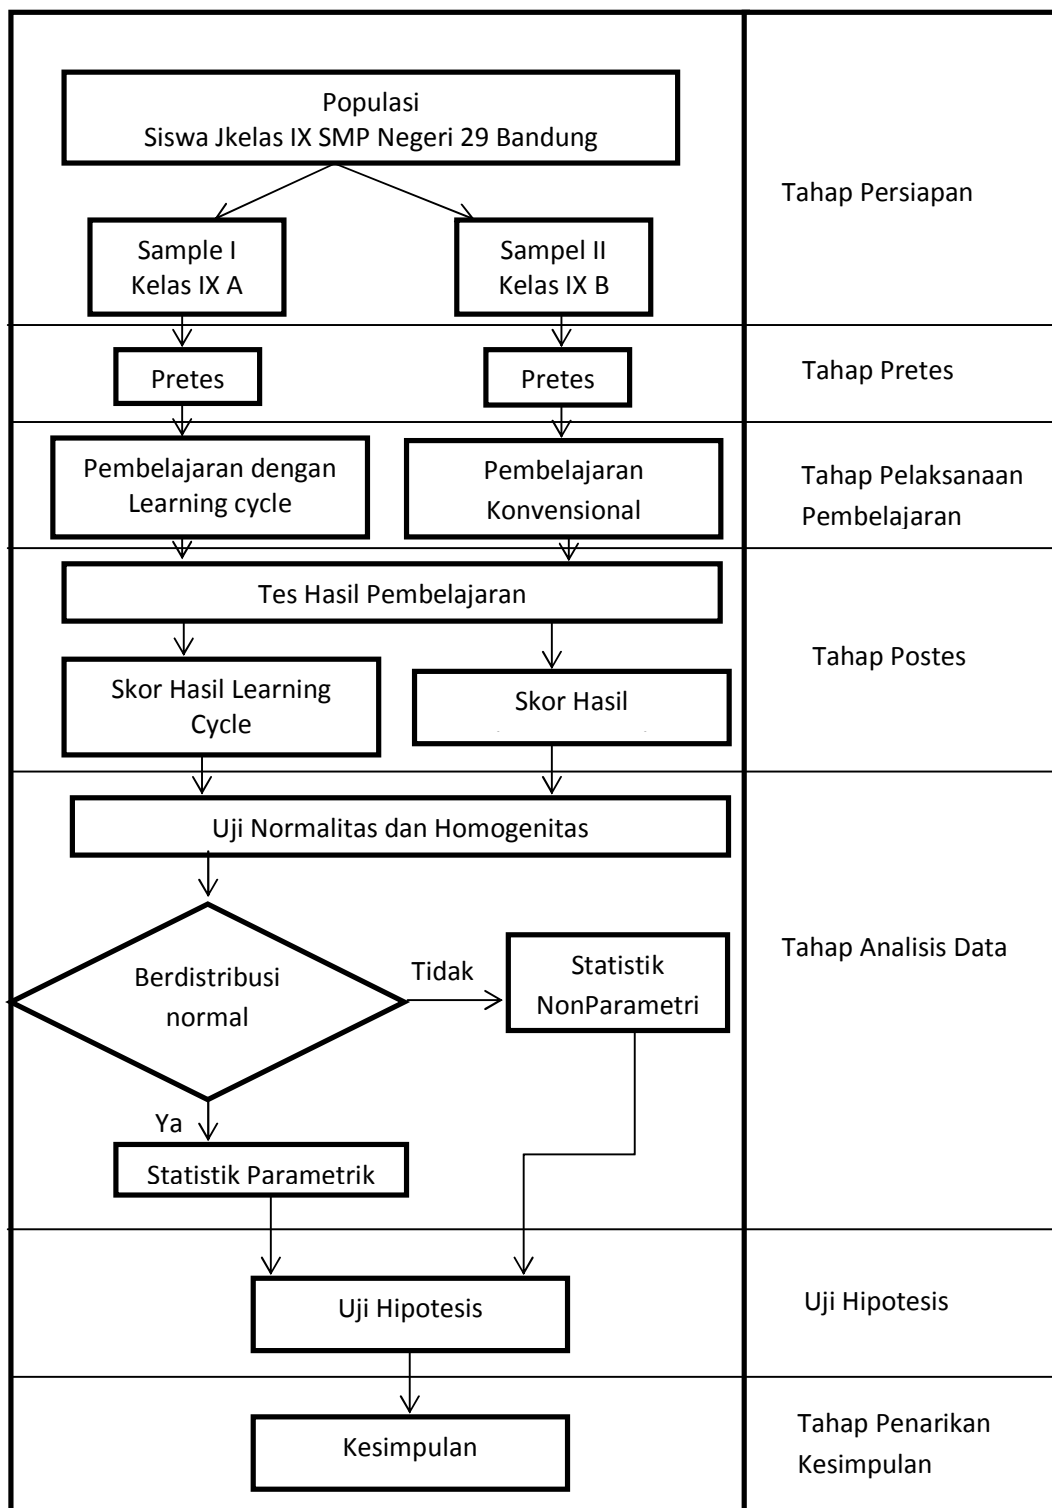 Populasi
Siswa Jkelas IX SMP Negeri 29 Bandung
Tahap Persiapan
Sample I
Kelas IX A
Sampel II
Kelas IX B
Pretes
Pretes
Tahap Pretes
Pembelajaran dengan
Learning cycle
Pembelajaran
Konvensional
Tahap Pelaksanaan
Pembelajaran
Tes Hasil Pembelajaran
Skor Hasil Learning
Cycle
Skor Hasil
Tahap Postes
Uji Normalitas dan Homogenitas
Berdistribusi
normal
Tidak
Statistik
NonParametri
Tahap Analisis Data
Ya
Statistik Parametrik
Uji Hipotesis
Uji Hipotesis
Kesimpulan
Tahap Penarikan
Kesimpulan